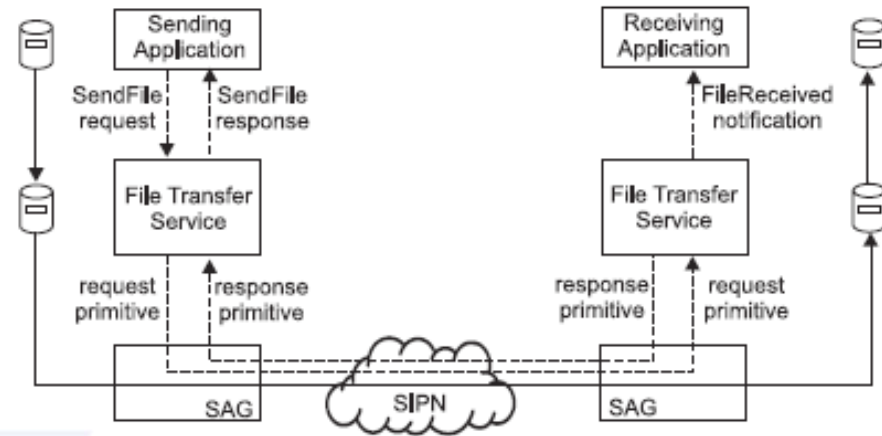 Sending
Application
Receiving
Application
SendFile
request
SendFile
response
FileReceived
notification
File Transfer
Service
File Transfer
Service
request
primitive
response
primitive
response
primitive
request
primitive
SAG
SIPN
SAG